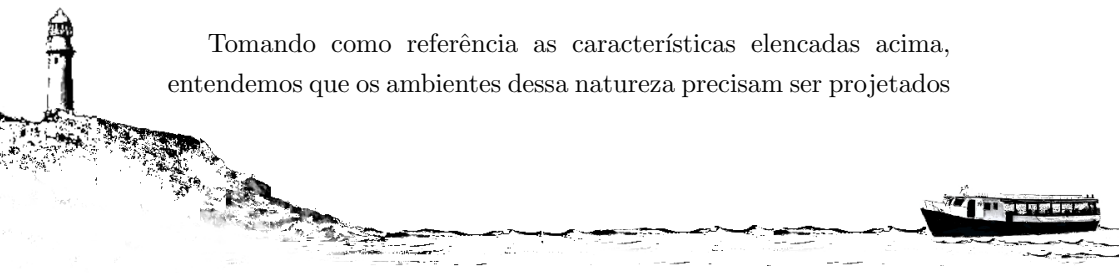 Tomando como referência as características elencadas acima,
entendemos que os ambientes dessa natureza precisam ser projetados